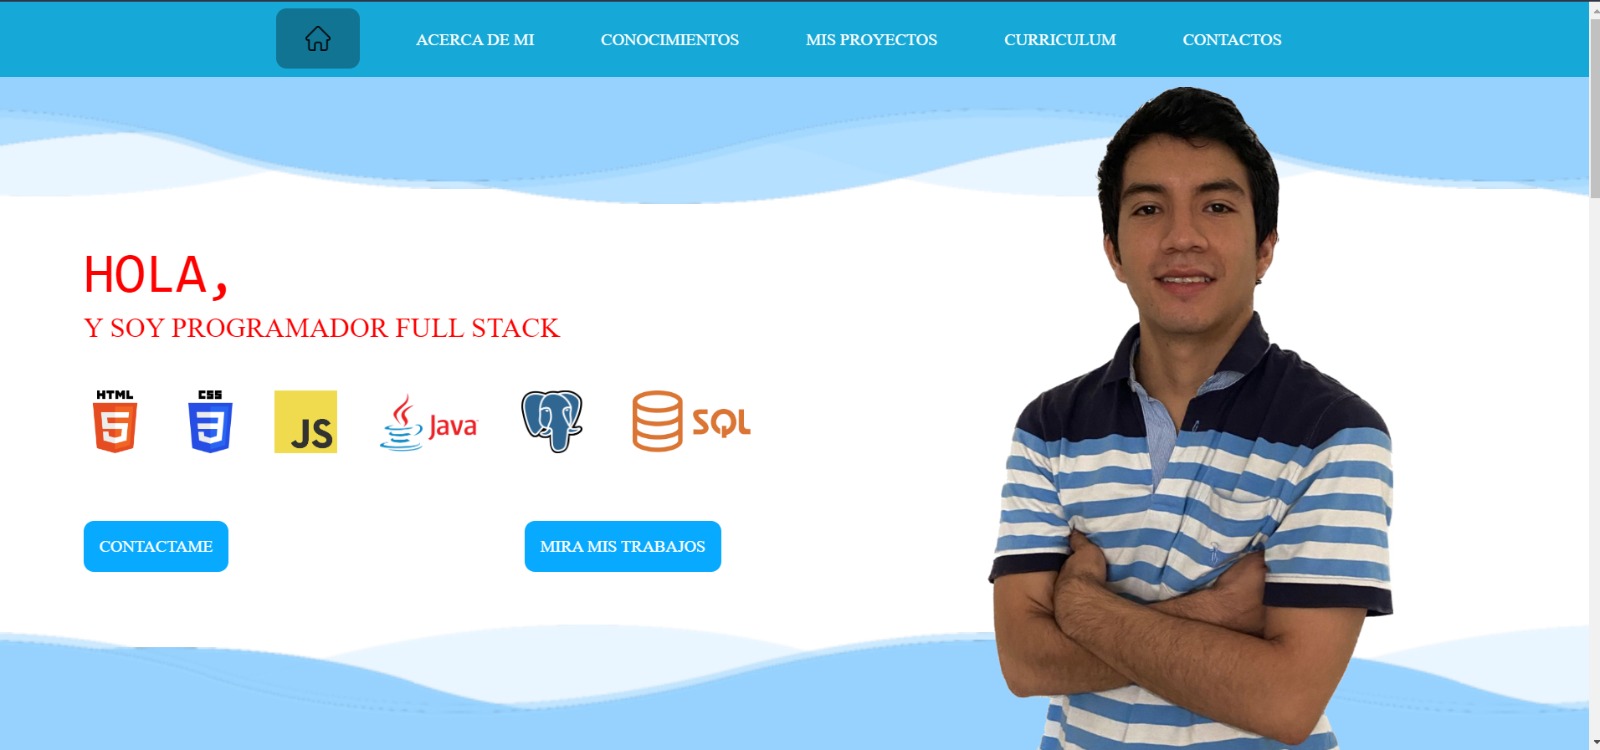 ACERCA DE MI
CONOCIMIENTOS
MIS PROYECTOS
CURRICULUM
CONTACTOS
HOLA,
Y SOY PROGRAMADOR FULL STACK
HTML
5
CSS
3
JS
Java
SQL
CONTACTAME
MIRA MIS TRABAJOS